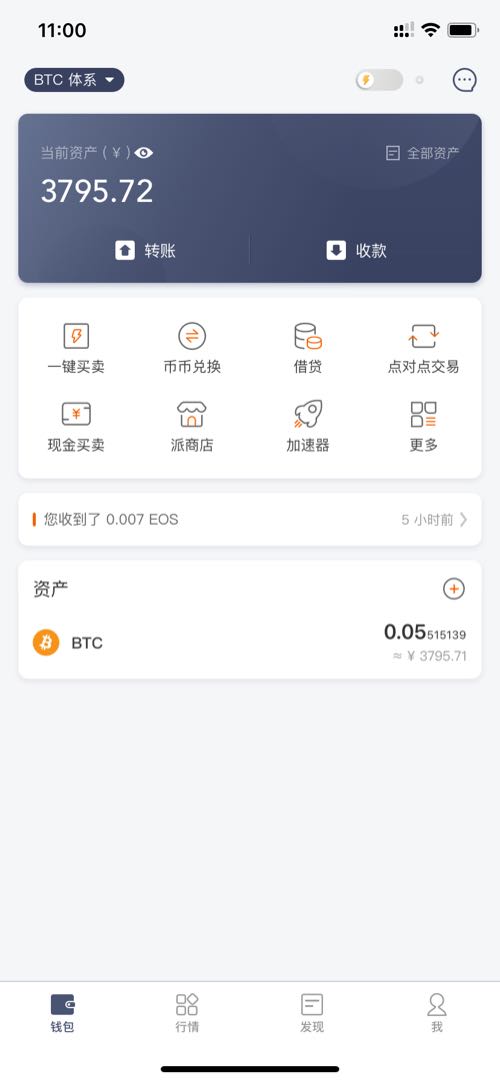 11:00
BTC 体系
当前资产 ( ¥ )
全部资产
3795.72
转账
收款
一键买卖
币币兑换
借贷
点对点交易
现金买卖
派商店
加速器
更多
您收到了 0.007 EOS
5 小时前
资产
BTC
0.05515139
≈ ¥ 3795.71
钱包
行情
发现
我